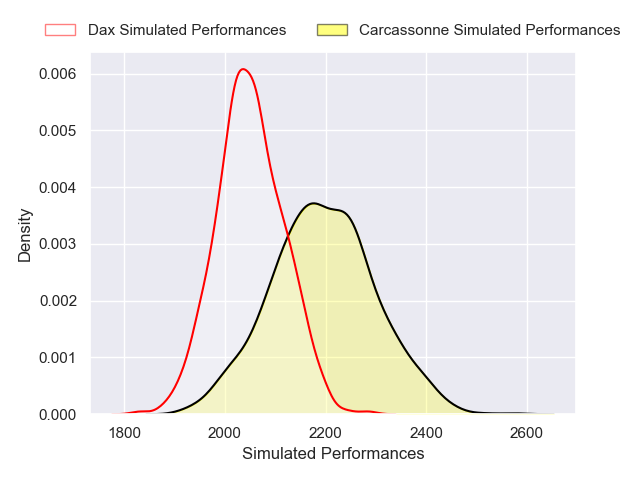 Dax Simulated Performances
Carcassonne Simulated Performances
0.006
0.005
0.004
0.003
0.002
0.001
0.000
Density
1800 2000 2200 2400 2600
Simulated Performances